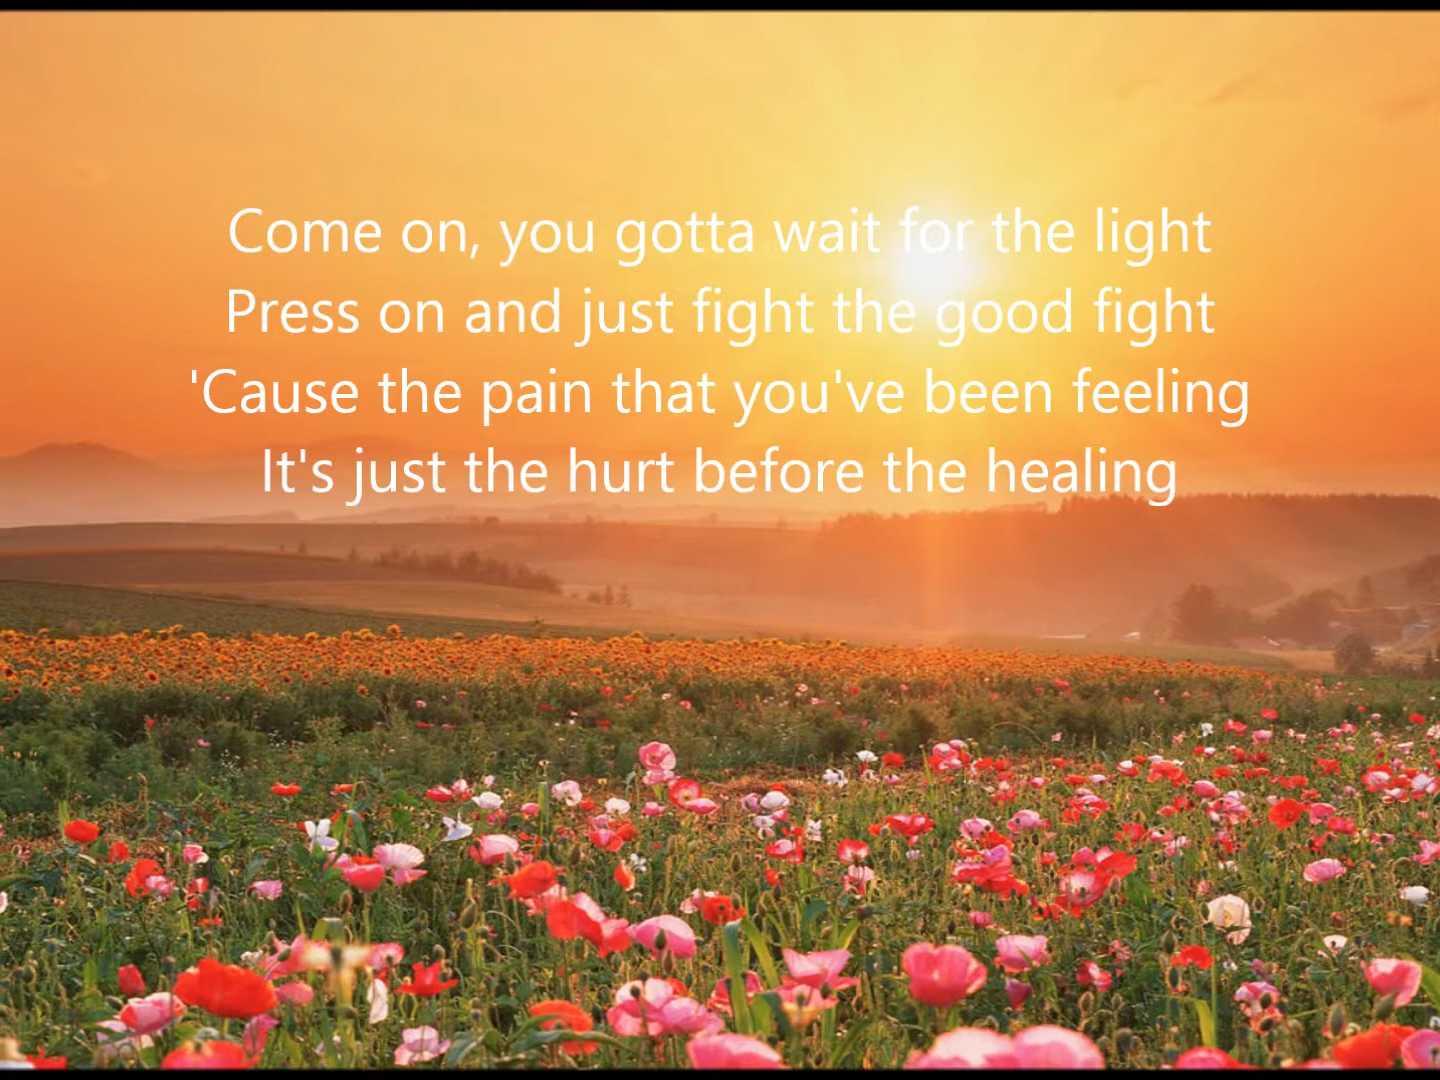 Come on, you gotta wait for the light
Press on and just fight the good fight
'Cause the pain that you've been feeling
It's just the hurt before the healing